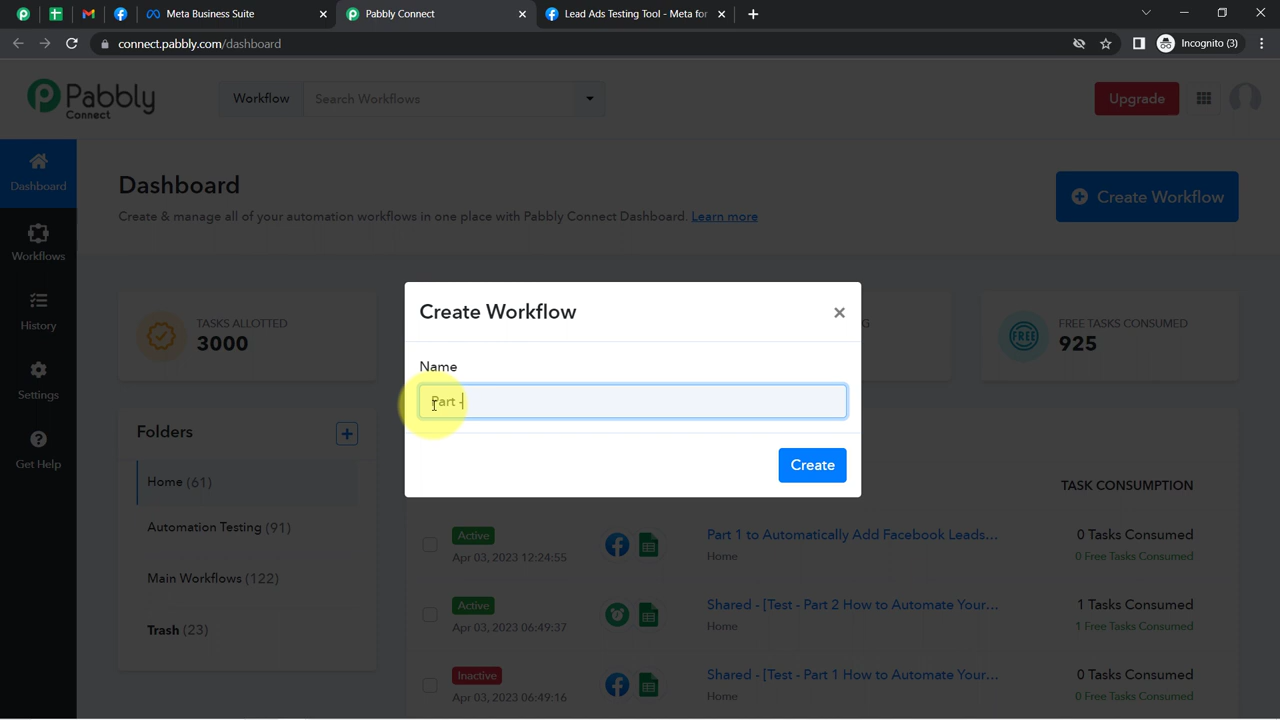 Meta Business Suite
Pabbly Connect
Lead Ads Testing Tool - Meta for
connect.pabbly.com/dashboard
Incognito (3)
Pabbly
Connect
Workflow
Search Workflows
Upgrade
Dashboard
Workflows
History
Settings
Get Help
Dashboard
Create & manage all of your automation workflows in one place with Pabbly Connect Dashboard. Learn more
Create Workflow
TASKS ALLOTTED
3000
FREE TASKS CONSUMED
925
Create Workflow
×
Name
Part -
Create
Folders
Home (61)
Automation Testing (91)
Main Workflows (122)
Trash (23)
TASK CONSUMPTION
Active
Apr 03, 2023 12:24:55
Part 1 to Automatically Add Facebook Leads...
Home
0 Tasks Consumed
0 Free Tasks Consumed
Active
Apr 03, 2023 06:49:37
Shared - [Test - Part 2 How to Automate Your...
Home
1 Tasks Consumed
1 Free Tasks Consumed
Inactive
Apr 03, 2023 06:49:16
Shared - [Test - Part 1 How to Automate Your...
Home
0 Tasks Consumed
0 Free Tasks Consumed